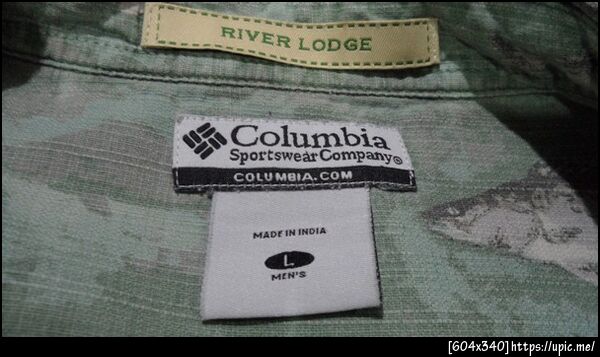 RIVER LODGE
Columbia
Sportswear Company®
COLUMBIA.COM
MADE IN INDIA
L
MEN'S
[604x340]https://upic.me/